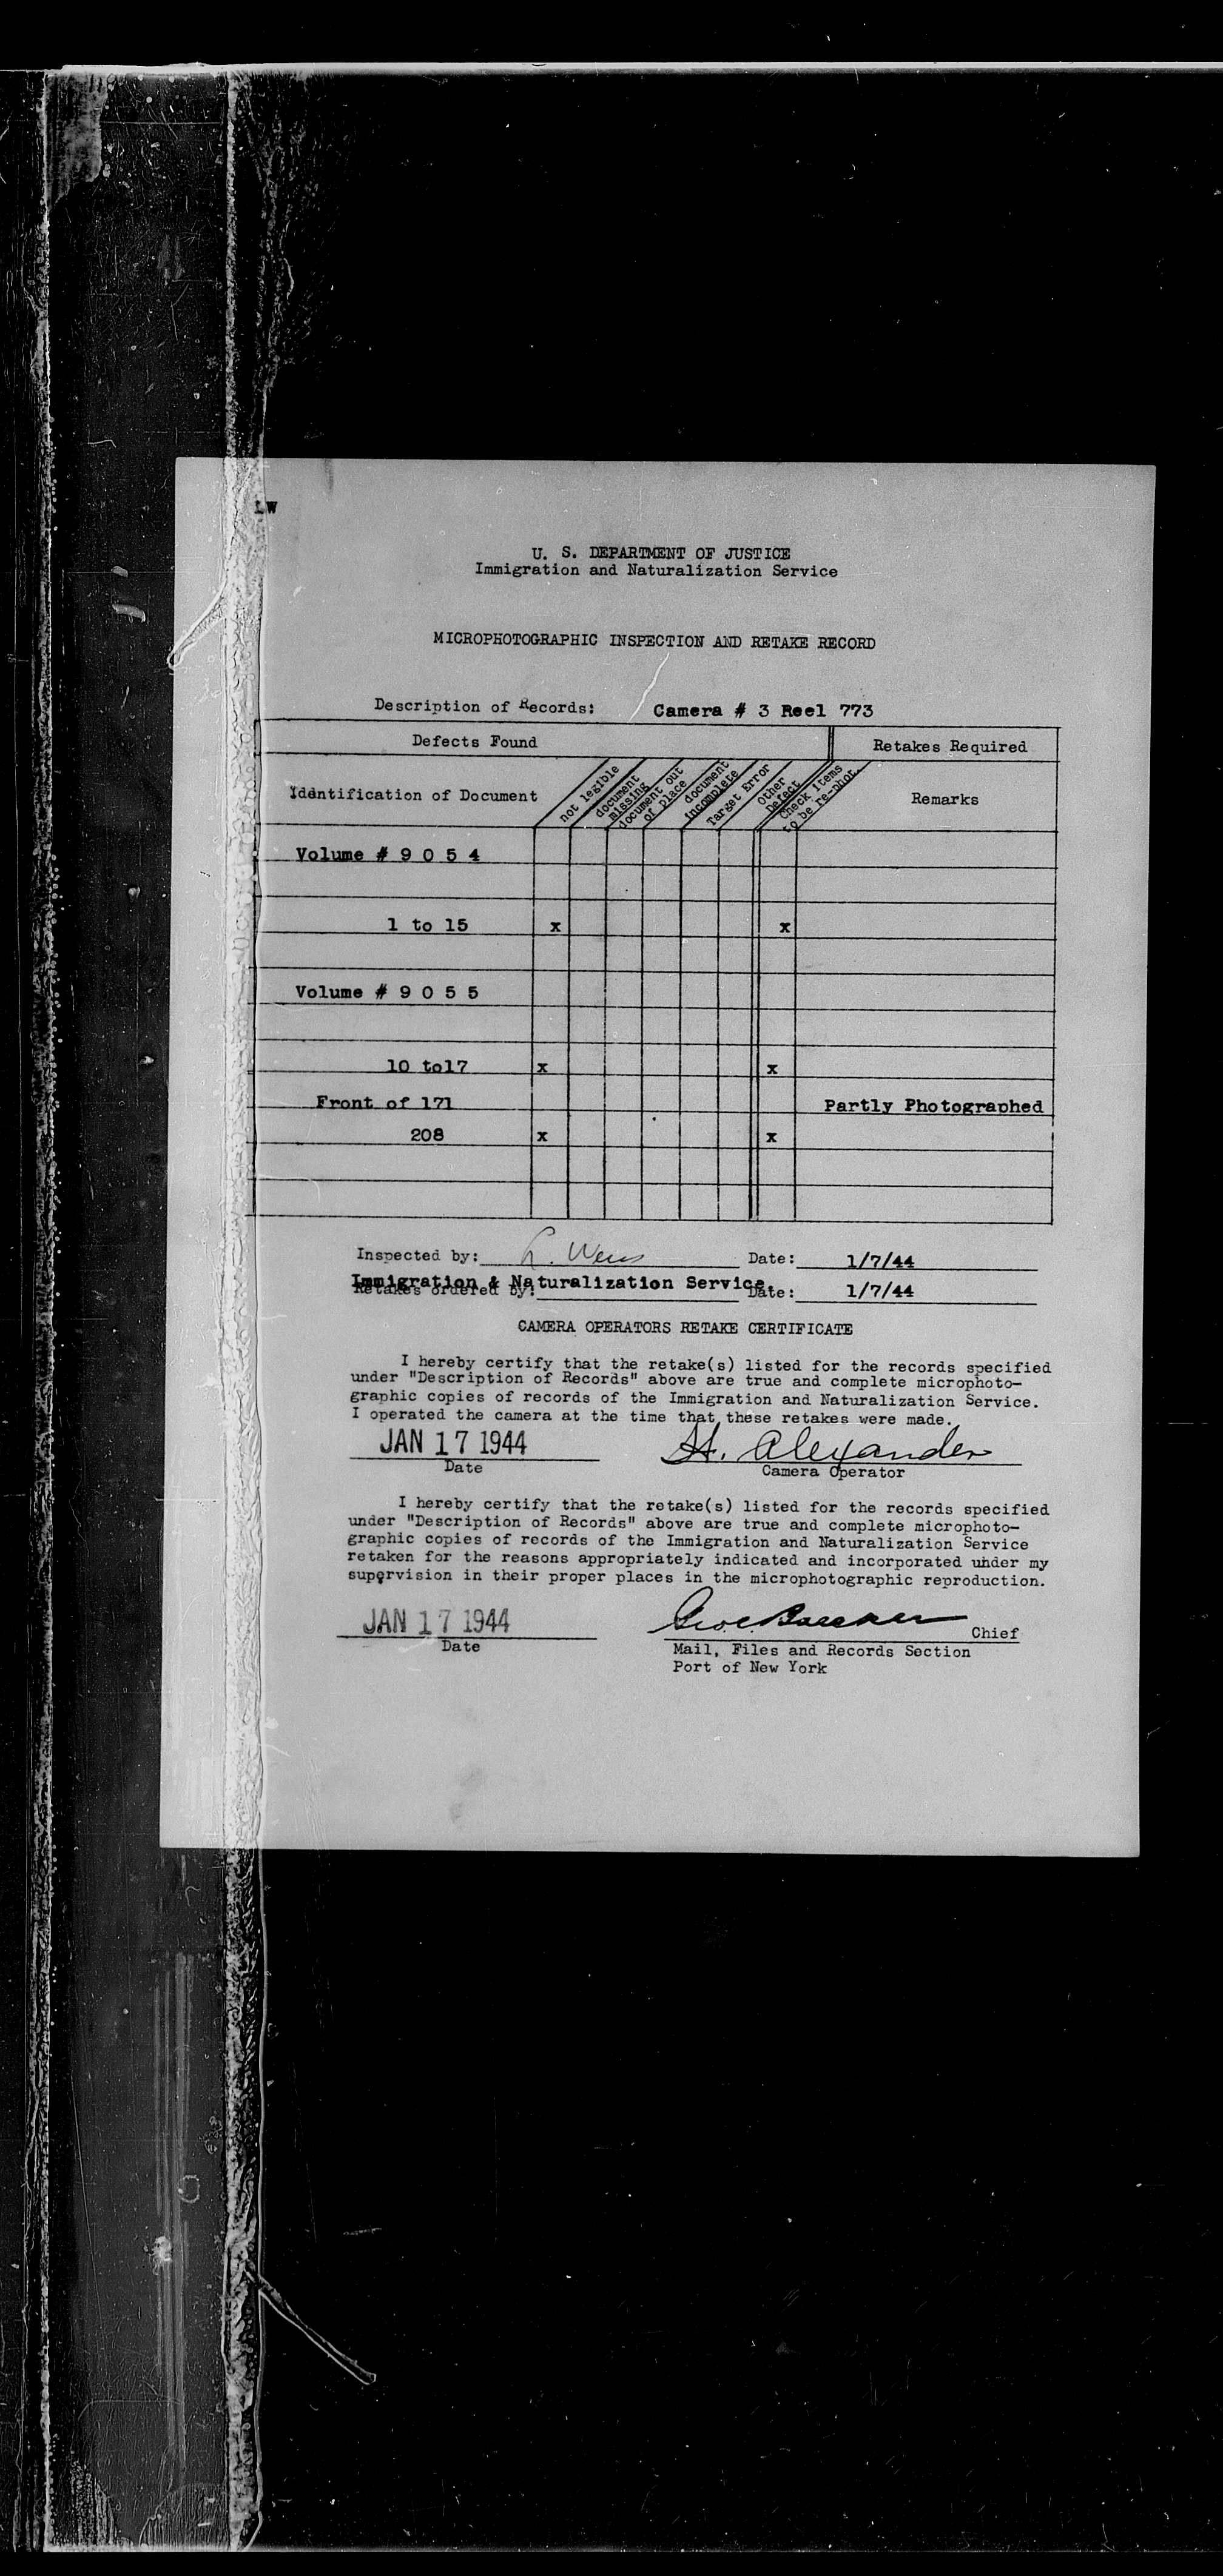 LW
U. S. DEPARTMENT OF JUSTICE
Immigration and Naturalization Service
MICROPHOTOGRAPHIC INSPECTION AND RETAKE RECORD
Description of Records: Camera # 3 Reel 773
Defects Found
Retakes Required
Identification of Document
not legible
document missing
document out of place
document incomplete
Target Error
Other Defect
Check items to be re-phot.
Remarks
Volume # 9 0 5 4
1 to 15 x x
Volume # 9 0 5 5
10 to17 x x
Front of 171 Partly Photographed
208 x x
Inspected by: Date: 1/7/44
Immigration & Naturalization Service.
Retakes ordered by: Date: 1/7/44
CAMERA OPERATORS RETAKE CERTIFICATE
I hereby certify that the retake(s) listed for the records specified
under "Description of Records" above are true and complete microphoto-
graphic copies of records of the Immigration and Naturalization Service.
I operated the camera at the time that these retakes were made.
JAN 17 1944 H. Alexander
Date Camera Operator
I hereby certify that the retake(s) listed for the records specified
under "Description of Records" above are true and complete microphoto-
graphic copies of records of the Immigration and Naturalization Service
retaken for the reasons appropriately indicated and incorporated under my
supervision in their proper places in the microphotographic reproduction.
JAN 17 1944 Chief
Date Mail, Files and Records Section
Port of New York